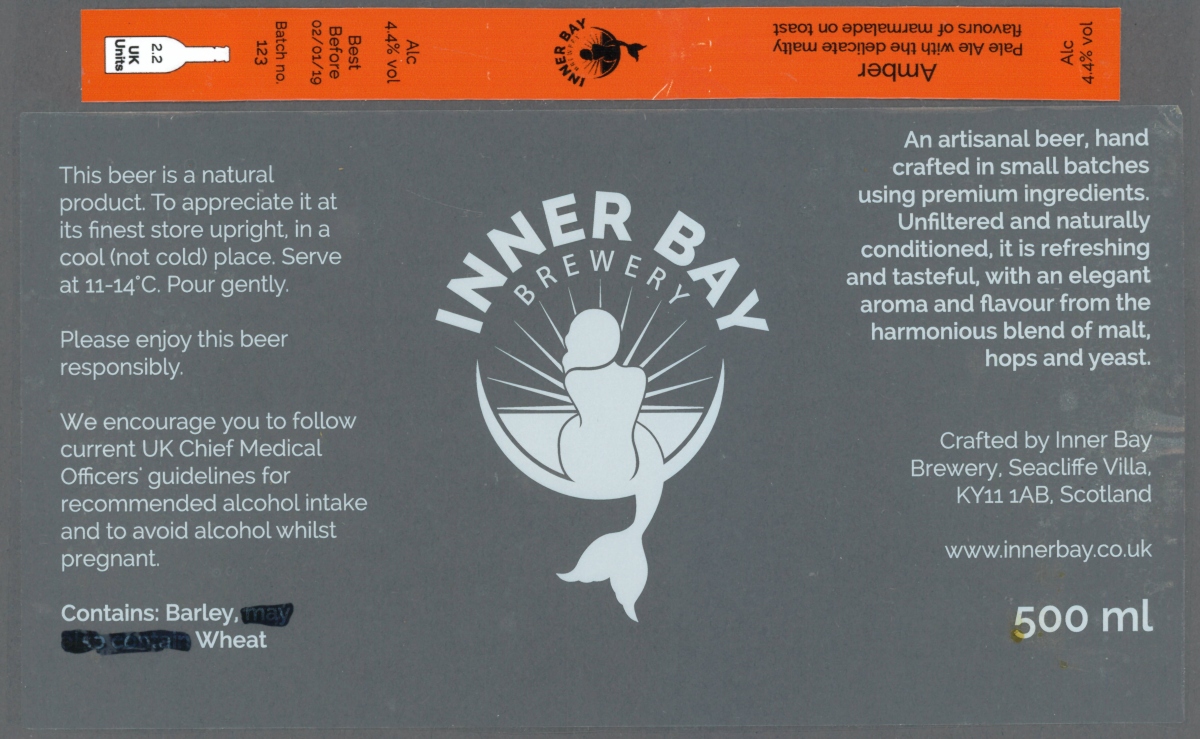 2.2
UK
Units
Batch no.
123
Best
Before
02/01/19
Alc
4.4% vol
INNER BAY
Amber
Pale Ale with the delicate malty
flavours of marmalade on toast
Alc
4.4% vol
This beer is a natural
product. To appreciate it at
its finest store upright, in a
cool (not cold) place. Serve
at 11-14°C. Pour gently.
Please enjoy this beer
responsibly.
We encourage you to follow
current UK Chief Medical
Officers' guidelines for
recommended alcohol intake
and to avoid alcohol whilst
pregnant.
Contains: Barley, may
Wheat
INNER BAY
BREWERY
An artisanal beer, hand
crafted in small batches
using premium ingredients.
Unfiltered and naturally
conditioned, it is refreshing
and tasteful, with an elegant
aroma and flavour from the
harmonious blend of malt,
hops and yeast.
Crafted by Inner Bay
Brewery, Seacliffe Villa,
KY11 1AB, Scotland
www.innerbay.co.uk
500 ml